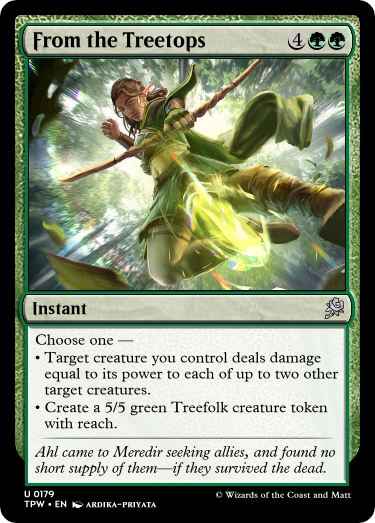 From the Treetops 4
Instant
Choose one —
• Target creature you control deals damage
equal to its power to each of up to two other
target creatures.
• Create a 5/5 green Treefolk creature token
with reach.
Ahl came to Meredir seeking allies, and found no
short supply of them—if they survived the dead.
U 0179
TPW • EN ARDIKA-PRIYATA © Wizards of the Coast and Matt